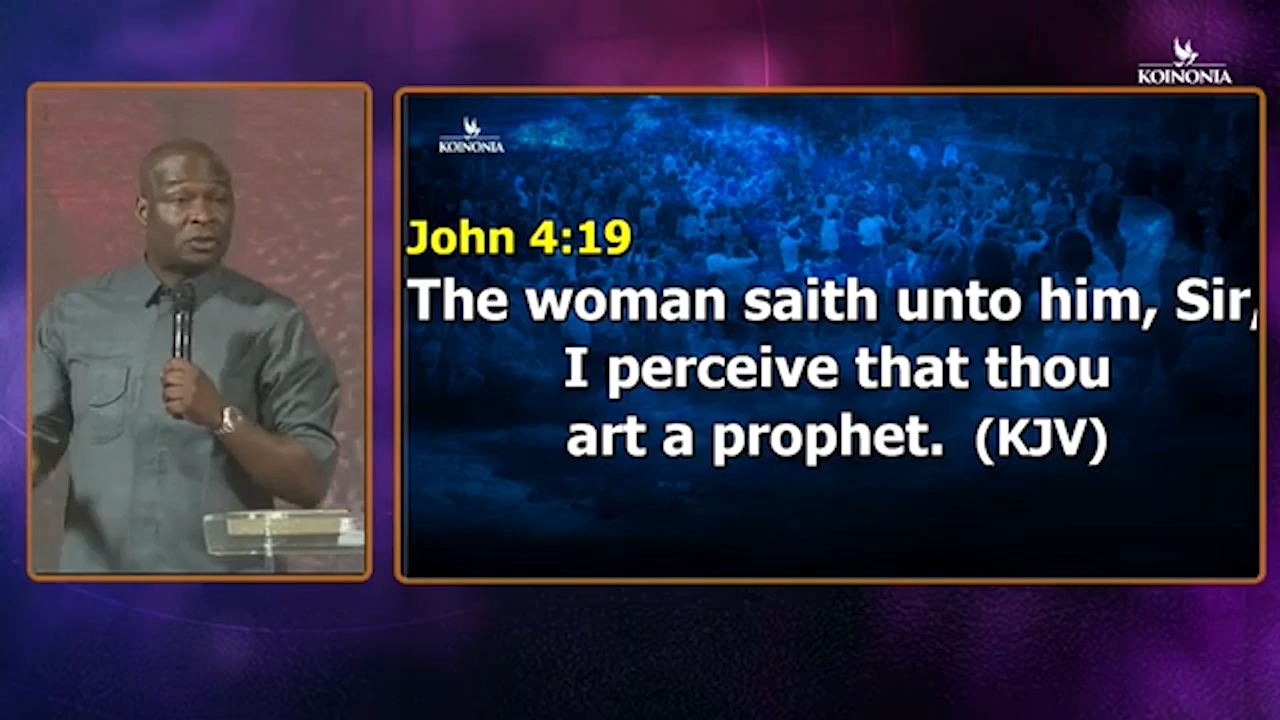 KOINONIA
KOINONIA
John 4:19
The woman saith unto him, Sir,
I perceive that thou
art a prophet. (KJV)